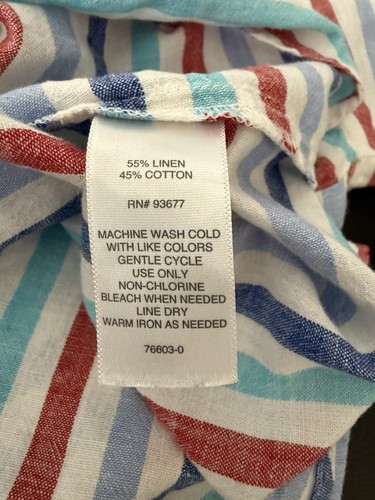 55% LINEN
45% COTTON
RN# 93677
MACHINE WASH COLD
WITH LIKE COLORS
GENTLE CYCLE
USE ONLY
NON-CHLORINE
BLEACH WHEN NEEDED
LINE DRY
WARM IRON AS NEEDED
76603-0